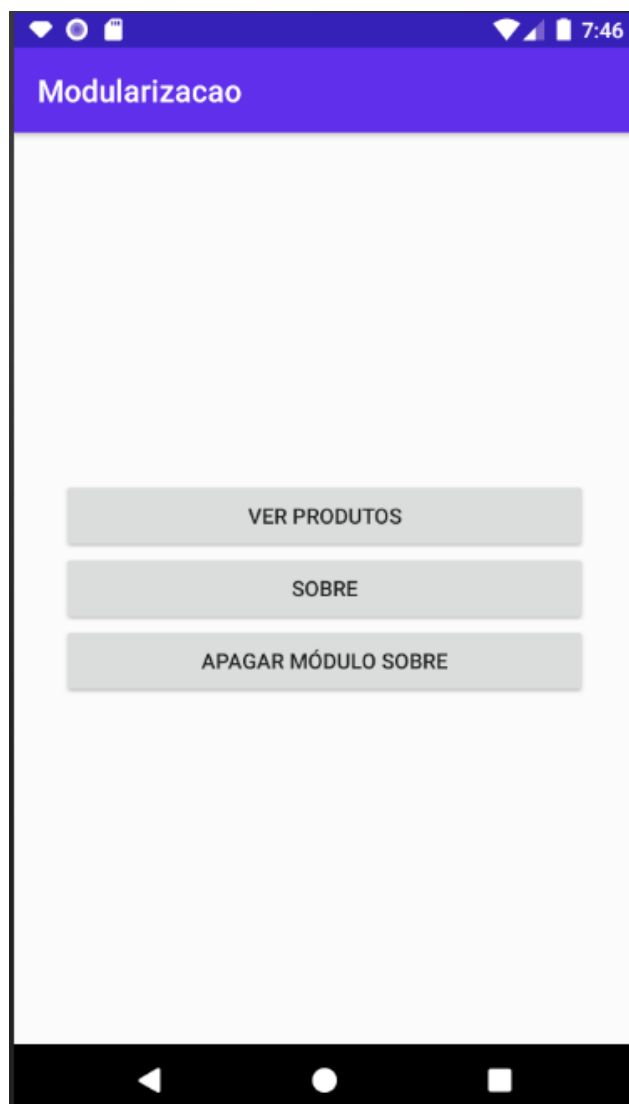 7:46
Modularizacao
VER PRODUTOS
SOBRE
APAGAR MÓDULO SOBRE